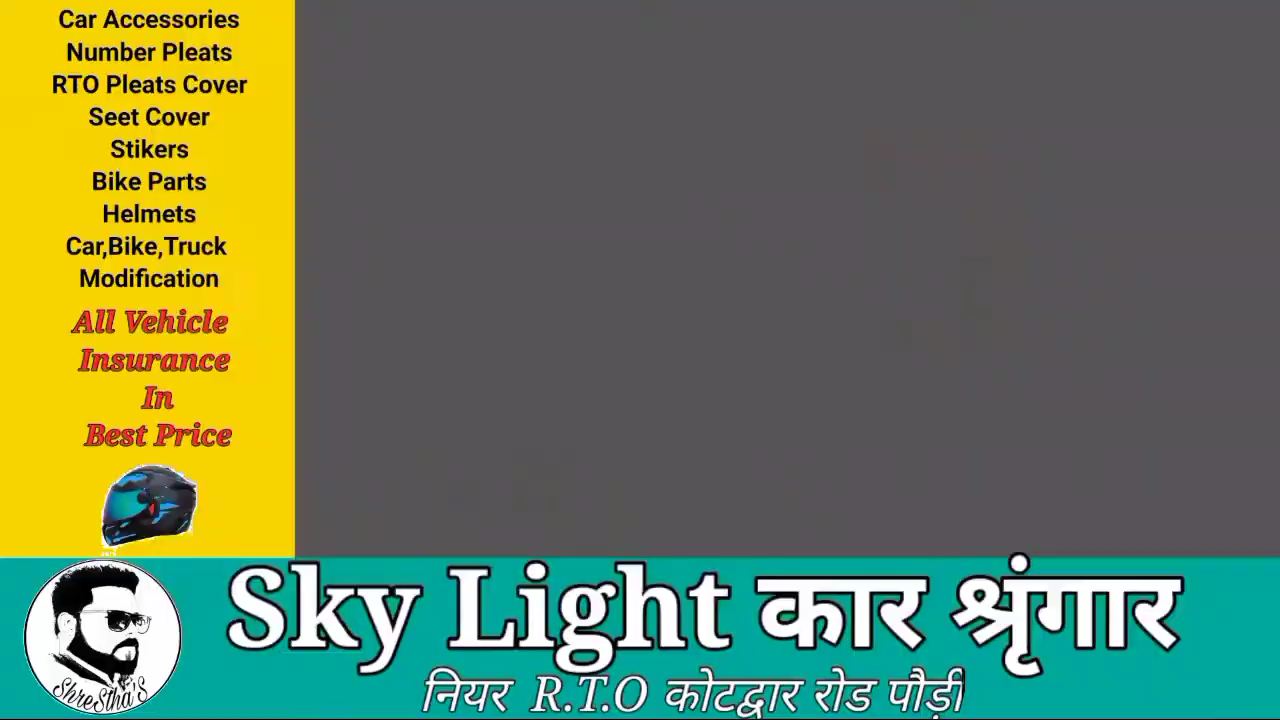 Car Accessories
Number Pleats
RTO Pleats Cover
Seet Cover
Stikers
Bike Parts
Helmets
Car,Bike,Truck
Modification
All Vehicle
Insurance
In
Best Price
ShreStha'S
Sky Light कार श्रृंगार
नियर R.T.O कोटद्वार रोड पौड़ी